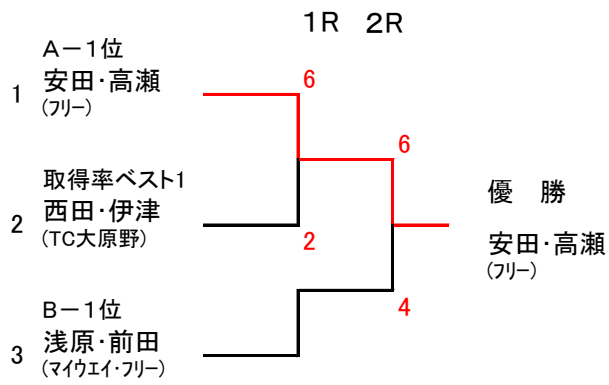 1R 2R
A－1位
1 安田・高瀬 6
(フリー)
6
取得率ベスト1
優 勝
2 西田・伊津
(TC大原野) 2
安田・高瀬
(フリー)
B－1位 4
3 浅原・前田
(マイウエイ・フリー)